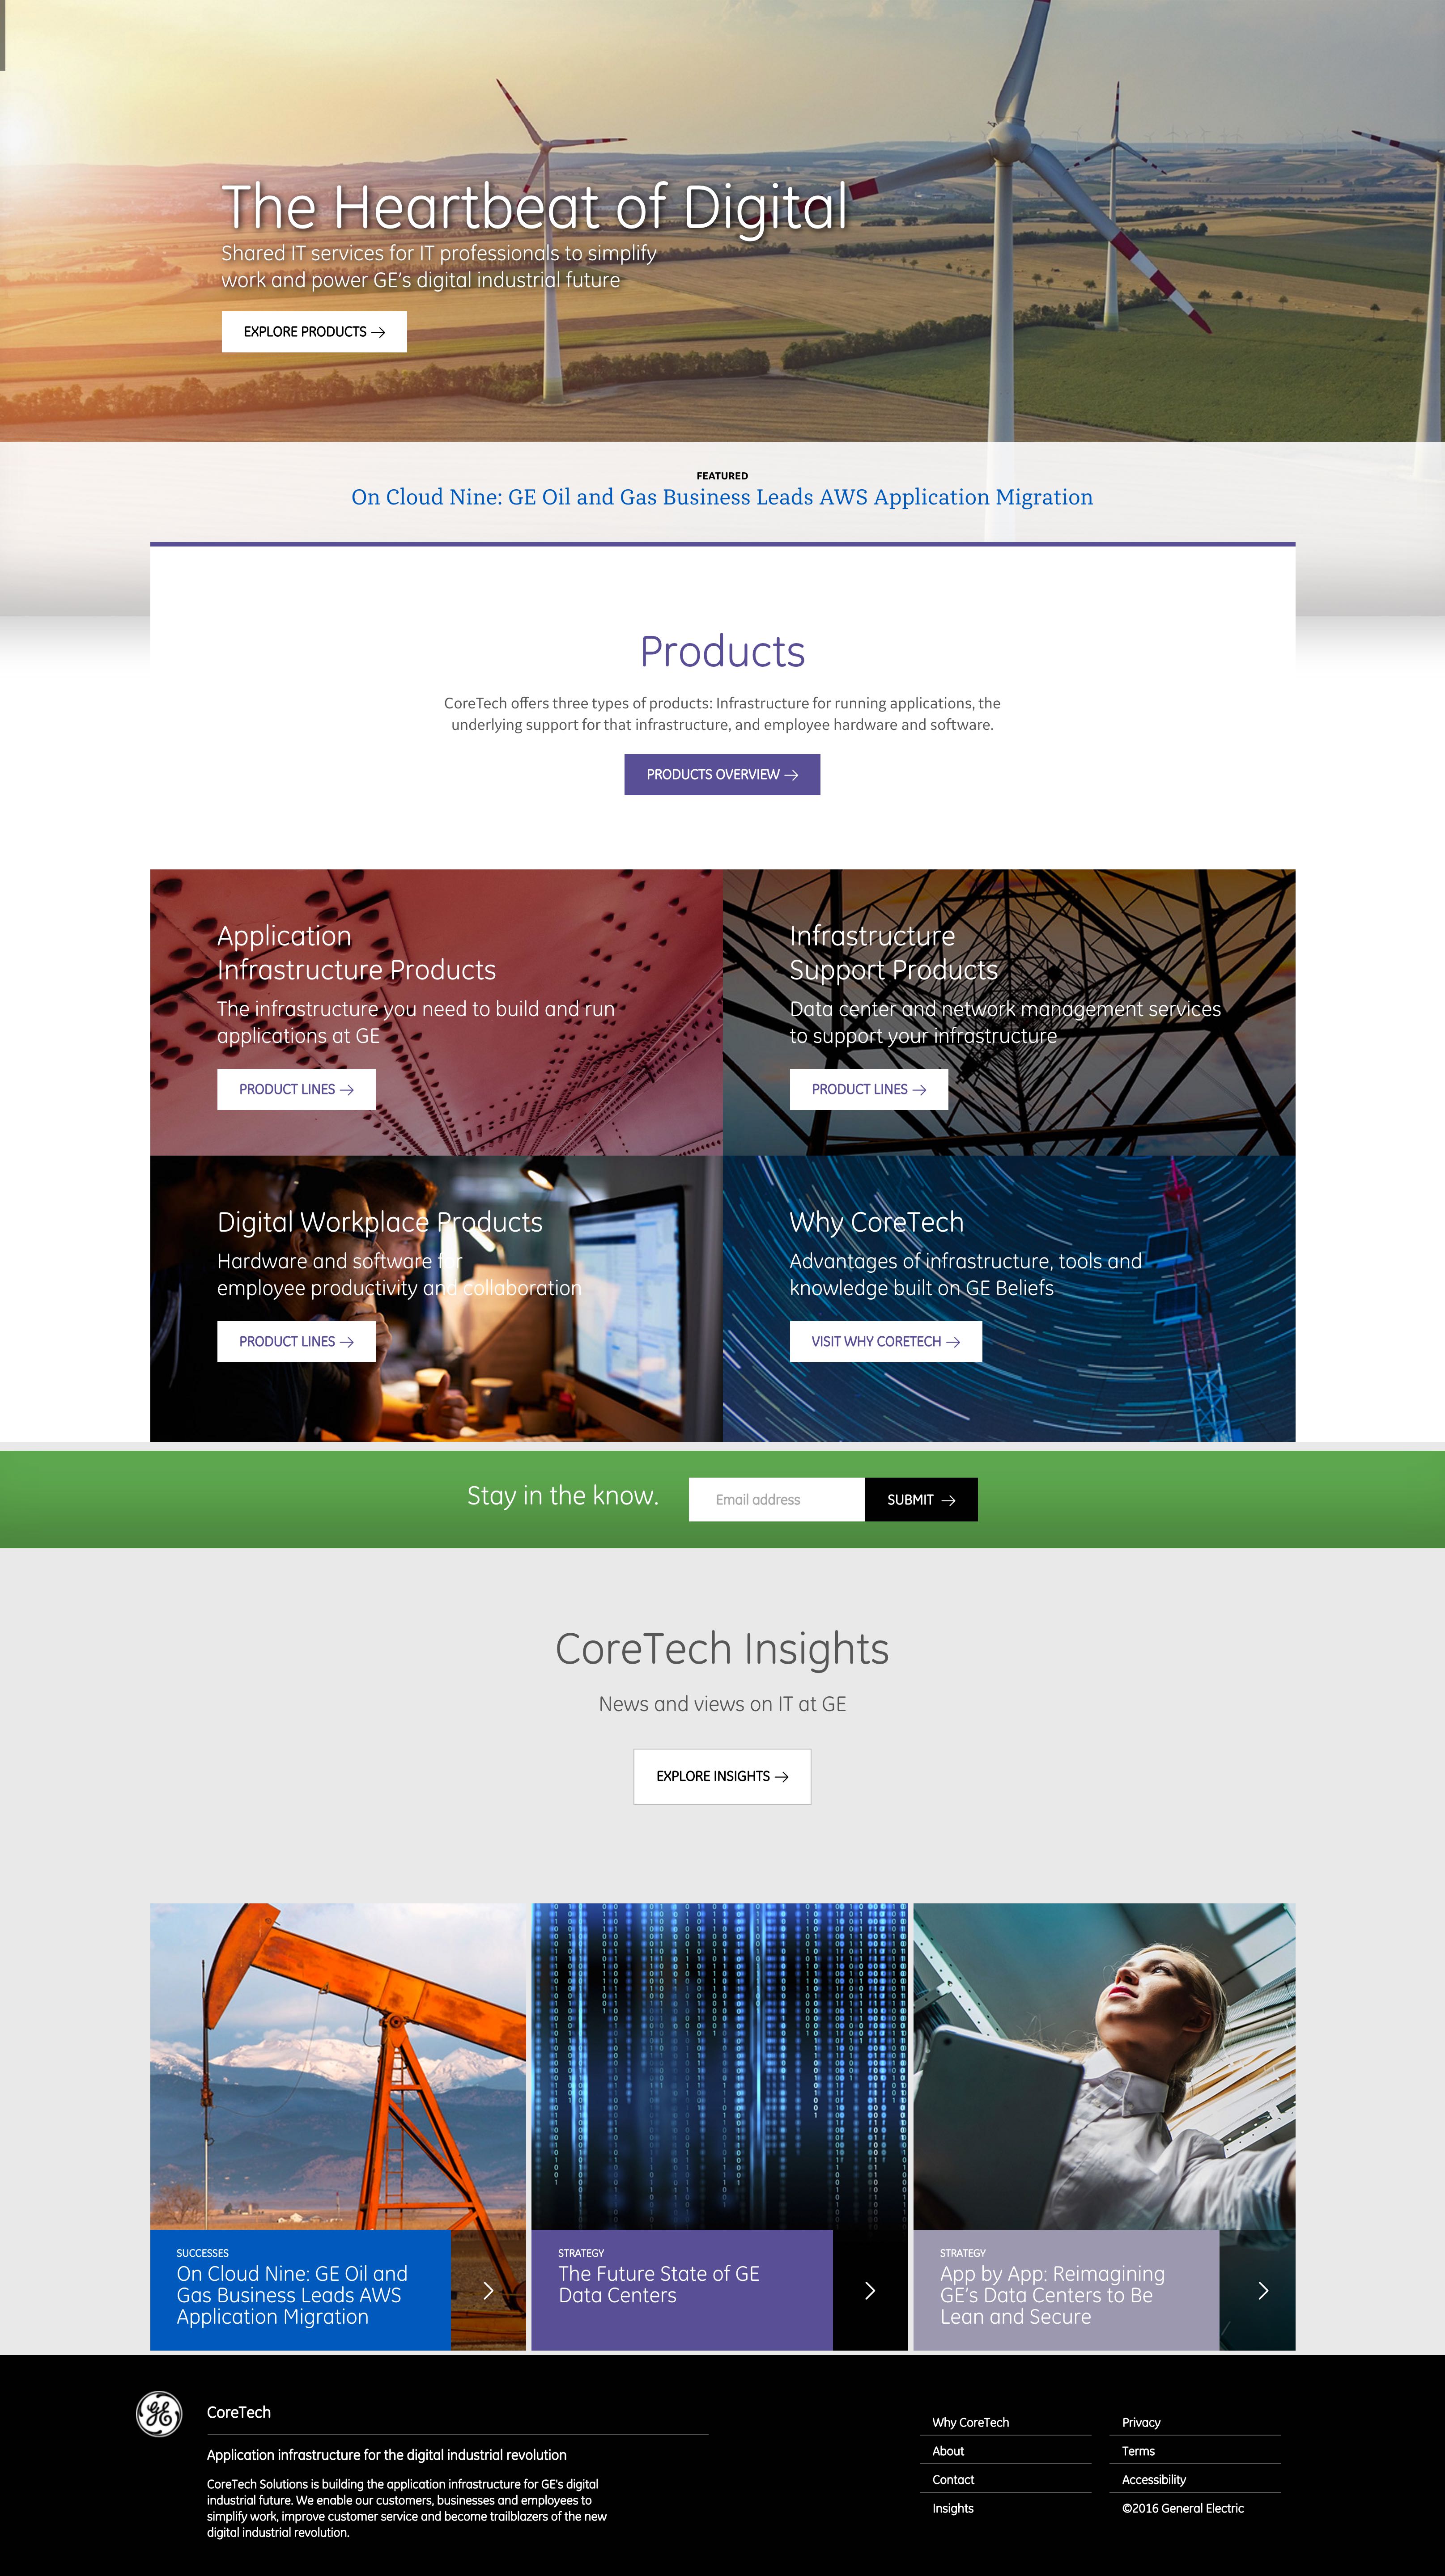 The Heartbeat of Digital
Shared IT services for IT professionals to simplify
work and power GE's digital industrial future
EXPLORE PRODUCTS →
FEATURED
On Cloud Nine: GE Oil and Gas Business Leads AWS Application Migration
Products
CoreTech offers three types of products: Infrastructure for running applications, the
underlying support for that infrastructure, and employee hardware and software.
PRODUCTS OVERVIEW →
Application
Infrastructure Products
The infrastructure you need to build and run
applications at GE
PRODUCT LINES →
Infrastructure
Support Products
Data center and network management services
to support your infrastructure
PRODUCT LINES →
Digital Workplace Products
Hardware and software for
employee productivity and collaboration
PRODUCT LINES →
Why CoreTech
Advantages of infrastructure, tools and
knowledge built on GE Beliefs
VISIT WHY CORETECH →
Stay in the know.
Email address
SUBMIT →
CoreTech Insights
News and views on IT at GE
EXPLORE INSIGHTS →
SUCCESSES
On Cloud Nine: GE Oil and
Gas Business Leads AWS
Application Migration
STRATEGY
The Future State of GE
Data Centers
STRATEGY
App by App: Reimagining
GE's Data Centers to Be
Lean and Secure
GE
CoreTech
Application infrastructure for the digital industrial revolution
CoreTech Solutions is building the application infrastructure for GE's digital
industrial future. We enable our customers, businesses and employees to
simplify work, improve customer service and become trailblazers of the new
digital industrial revolution.
Why CoreTech
About
Contact
Insights
Privacy
Terms
Accessibility
©2016 General Electric